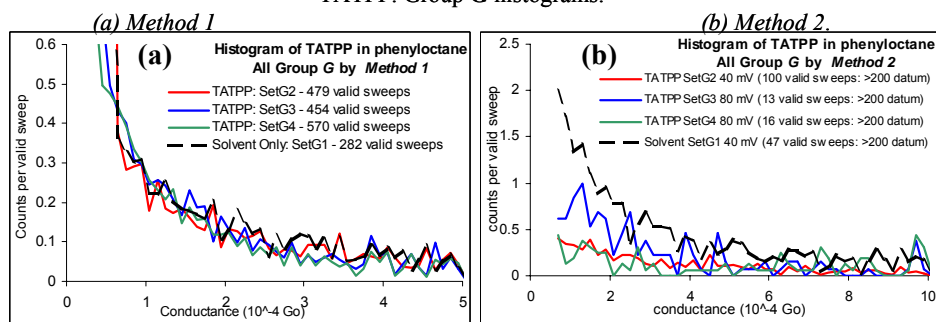 TATPP: Group G histograms.
(a) Method 1
(b) Method 2.
(a)
Histogram of TATPP in phenyloctane
All Group G by Method 1
TATPP: SetG2 - 479 valid sweeps
TATPP: SetG3 - 454 valid sweeps
TATPP: SetG4 - 570 valid sweeps
Solvent Only: SetG1 - 282 valid sweeps
Counts per valid sweep
0.6
0.5
0.4
0.3
0.2
0.1
0
0 1 2 3 4 5
Conductance (10^-4 Go)
(b)
Histogram of TATPP in phenyloctane
All Group G by Method 2
TATPP SetG2 40 mV (100 valid sweeps: >200 datum)
TATPP SetG3 80 mV (13 valid sweeps: >200 datum)
TATPP SetG4 80 mV (16 valid sweeps: >200 datum)
Solvent SetG1 40 mV (47 valid sweeps: >200 datum)
counts per valid sweep
2.5
2
1.5
1
0.5
0
0 2 4 6 8 10
conductance (10^-4 Go)